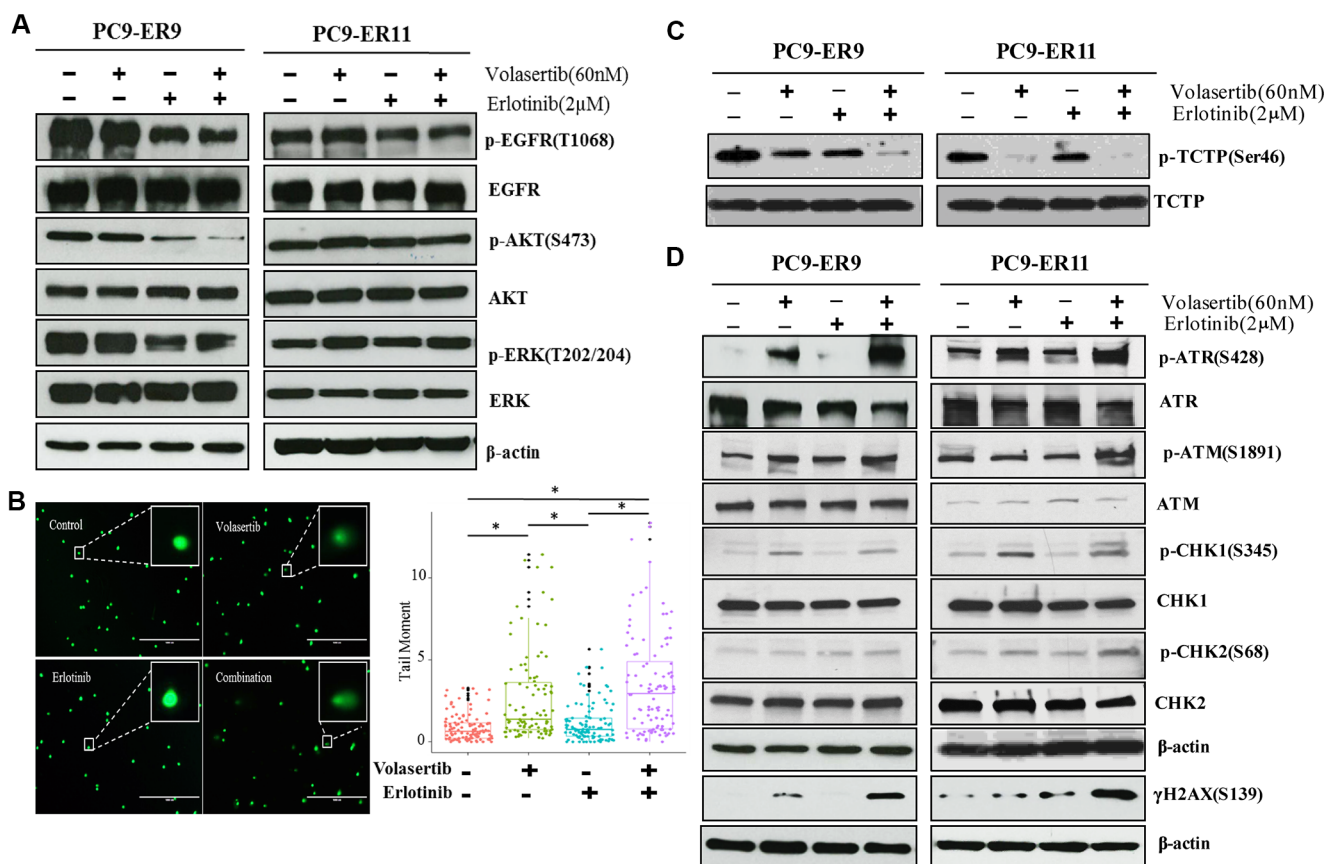 A
PC9-ER9 PC9-ER11
− + − + − + − + Volasertib(60nM)
− − + + − − + + Erlotinib(2μM)
p-EGFR(T1068)
EGFR
p-AKT(S473)
AKT
p-ERK(T202/204)
ERK
β-actin
B
Control
Volasertib
Erlotinib
Combination
* 
* * *
10
5
0
Tail Moment
Volasertib − + − +
Erlotinib − − + +
C
PC9-ER9 PC9-ER11
− + − + − + − + Volasertib(60nM)
− − + + − − + + Erlotinib(2μM)
p-TCTP(Ser46)
TCTP
D
PC9-ER9 PC9-ER11
− + − + − + − + Volasertib(60nM)
− − + + − − + + Erlotinib(2μM)
p-ATR(S428)
ATR
p-ATM(S1891)
ATM
p-CHK1(S345)
CHK1
p-CHK2(S68)
CHK2
β-actin
γH2AX(S139)
β-actin